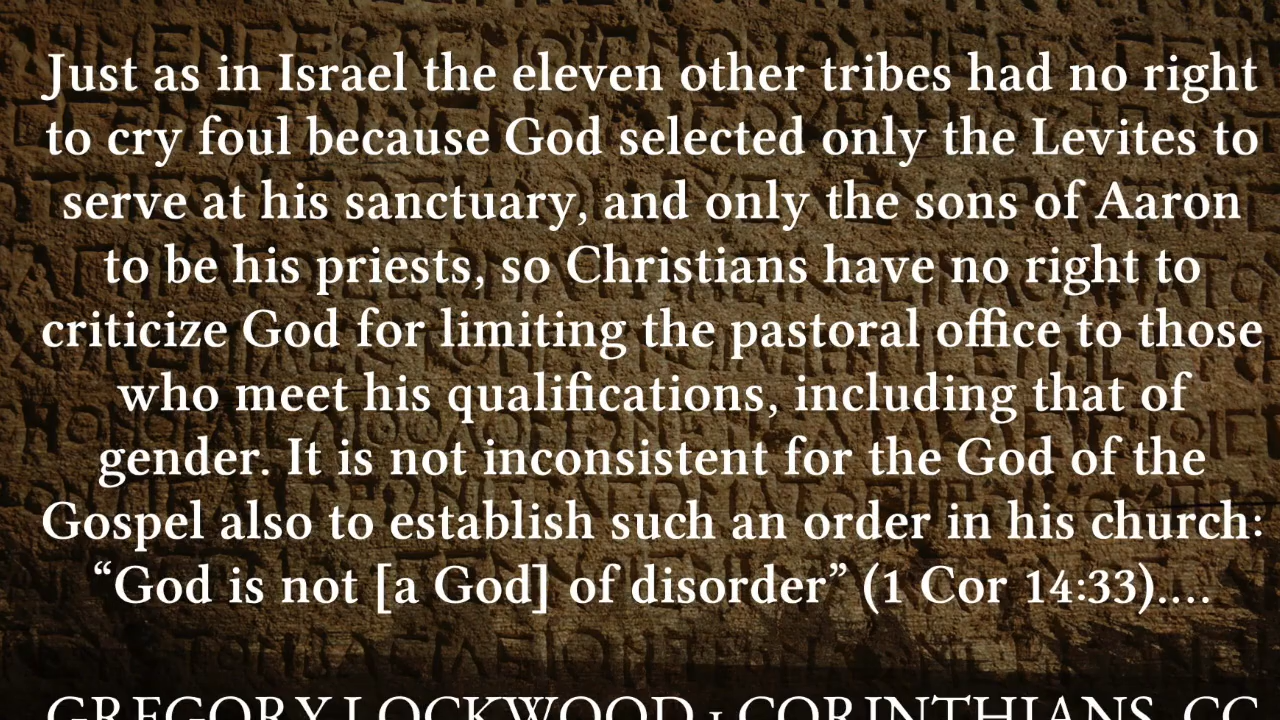 Just as in Israel the eleven other tribes had no right
to cry foul because God selected only the Levites to
serve at his sanctuary, and only the sons of Aaron
to be his priests, so Christians have no right to
criticize God for limiting the pastoral office to those
who meet his qualifications, including that of
gender. It is not inconsistent for the God of the
Gospel also to establish such an order in his church:
“God is not [a God] of disorder” (1 Cor 14:33)....
GREGORY LOCKWOOD, 1 CORINTHIANS, CC